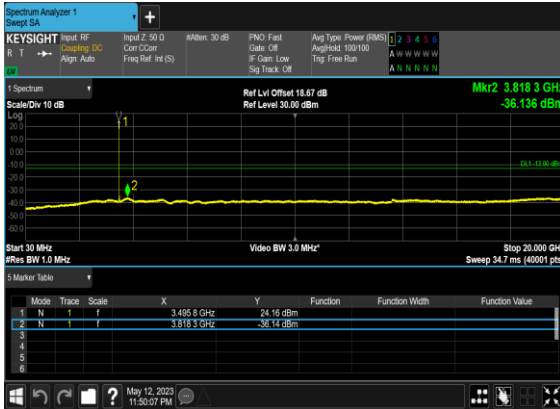 Spectrum Analyzer 1
Swept SA
+
KEYSIGHT Input: RF Input Z: 50 Ω #Atten: 30 dB PNO: Fast Avg Type: Power (RMS) 1 2 3 4 5 6
R T Coupling: DC Corr CCorr Gate: Off Avg|Hold: 100/100 A W W W W W
Align: Auto Freq Ref: Int (S) IF Gain: Low Trig: Free Run
Sig Track: Off A N N N N N
1 Spectrum Ref Lvl Offset 18.67 dB Mkr2 3.818 3 GHz
Scale/Div 10 dB Ref Level 30.00 dBm -36.136 dBm
Log
20.0
10.0
0.00
-10.0
DL1 -13.00 dBm
-20.0
-30.0
-40.0
-50.0
-60.0
1
2
Start 30 MHz Video BW 3.0 MHz* Stop 20.000 GHz
#Res BW 1.0 MHz Sweep 34.7 ms (40001 pts)
5 Marker Table
Mode Trace Scale X Y Function Function Width Function Value
1 N 1 f 3.495 8 GHz 24.16 dBm
2 N 1 f 3.818 3 GHz -36.14 dBm
3
4
5
6
? May 12, 2023
11:50:07 PM